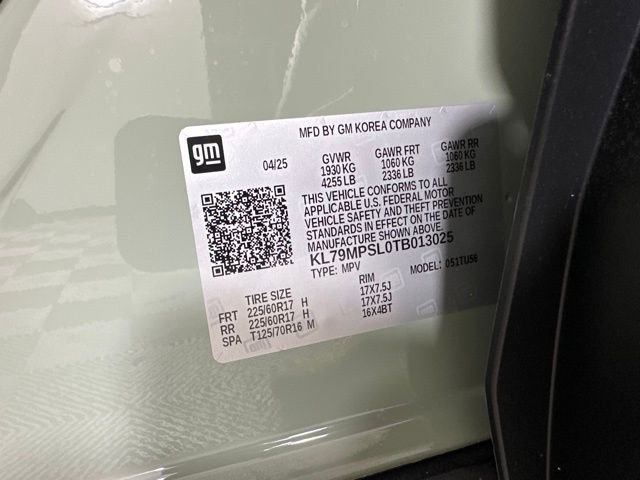 MFD BY GM KOREA COMPANY
gm
04/25 GVWR GAWR FRT GAWR RR
1930 KG 1060 KG 1060 KG
4255 LB 2336 LB 2336 LB
THIS VEHICLE CONFORMS TO ALL
APPLICABLE U.S. FEDERAL MOTOR
VEHICLE SAFETY AND THEFT PREVENTION
STANDARDS IN EFFECT ON THE DATE OF
MANUFACTURE SHOWN ABOVE.
KL79MPSL0TB013025
TYPE: MPV MODEL: 051TU56
TIRE SIZE RIM
FRT 225/60R17 H 17X7.5J
RR 225/60R17 H 17X7.5J
SPA T125/70R16 M 16X4BT